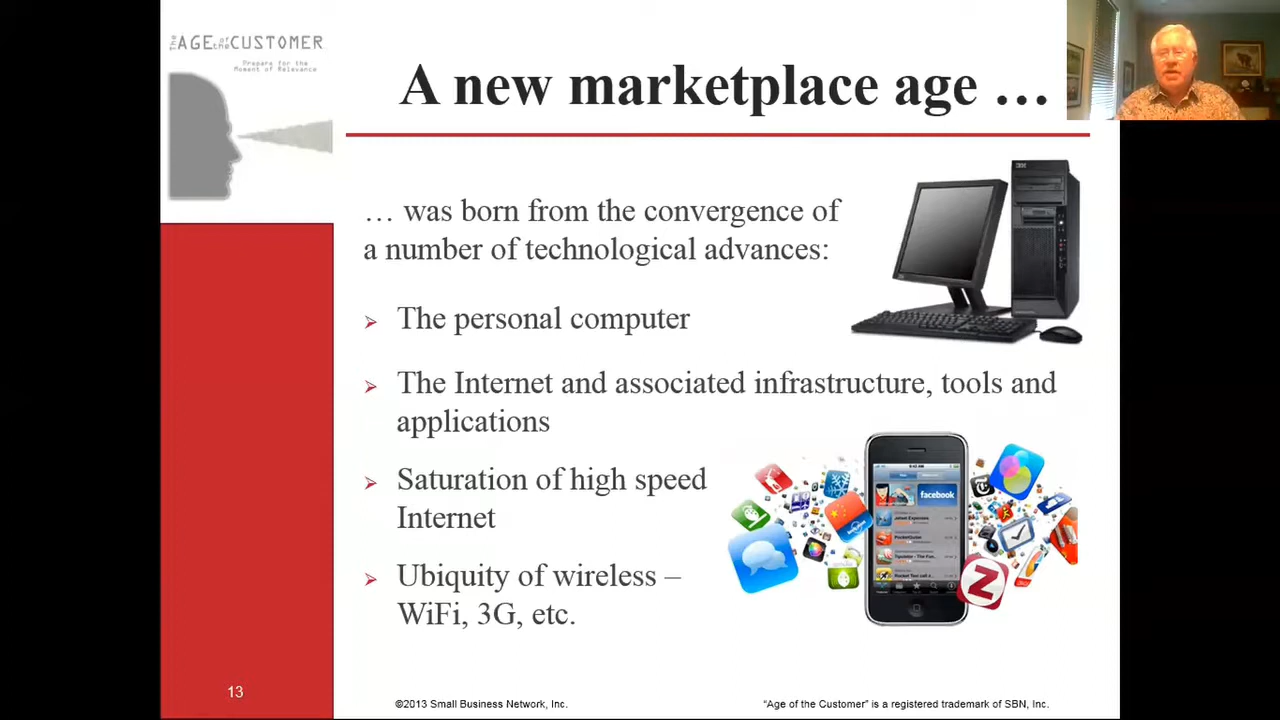 The AGE of the CUSTOMER
Prepare for the
Moment of Relevance
A new marketplace age …
… was born from the convergence of
a number of technological advances:
The personal computer
The Internet and associated infrastructure, tools and
applications
Saturation of high speed
Internet
Ubiquity of wireless –
WiFi, 3G, etc.
IBM
facebook
Z
13
©2013 Small Business Network, Inc.
“Age of the Customer” is a registered trademark of SBN, Inc.